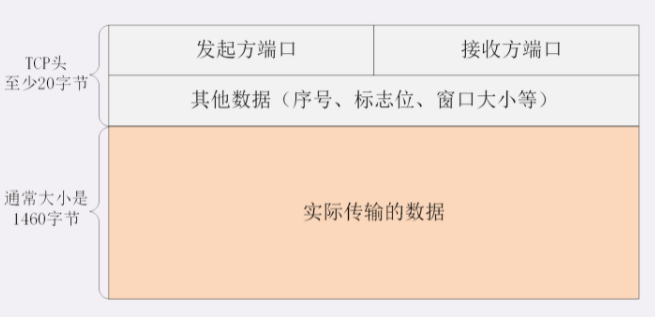 发起方端口
接收方端口
TCP头
至少20字节
其他数据（序号、标志位、窗口大小等）
通常大小是
1460字节
实际传输的数据